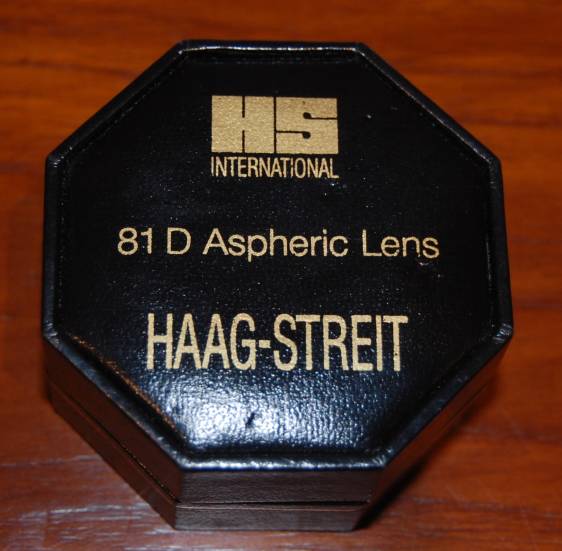 HS
INTERNATIONAL
81 D Aspheric Lens
HAAG-STREIT